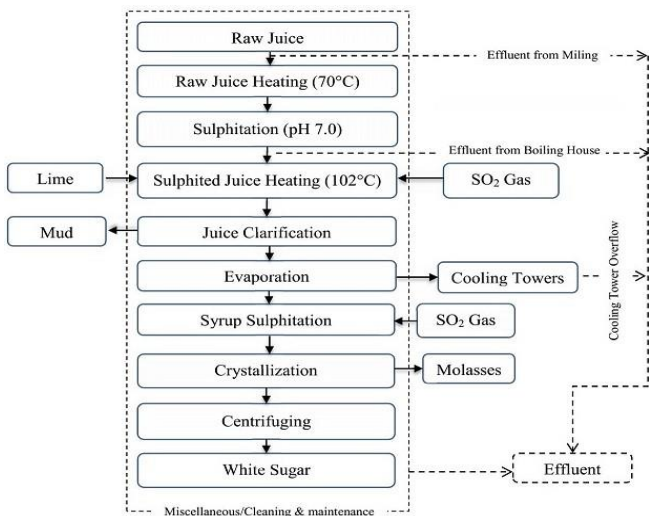 Raw Juice
Effluent from Miling
Raw Juice Heating (70°C)
Sulphitation (pH 7.0)
Effluent from Boiling House
Lime
Sulphited Juice Heating (102°C)
SO₂ Gas
Mud
Juice Clarification
Evaporation
Cooling Towers
Cooling Tower Overflow
Syrup Sulphitation
SO₂ Gas
Crystallization
Molasses
Centrifuging
White Sugar
Effluent
Miscellaneous/Cleaning & maintenance